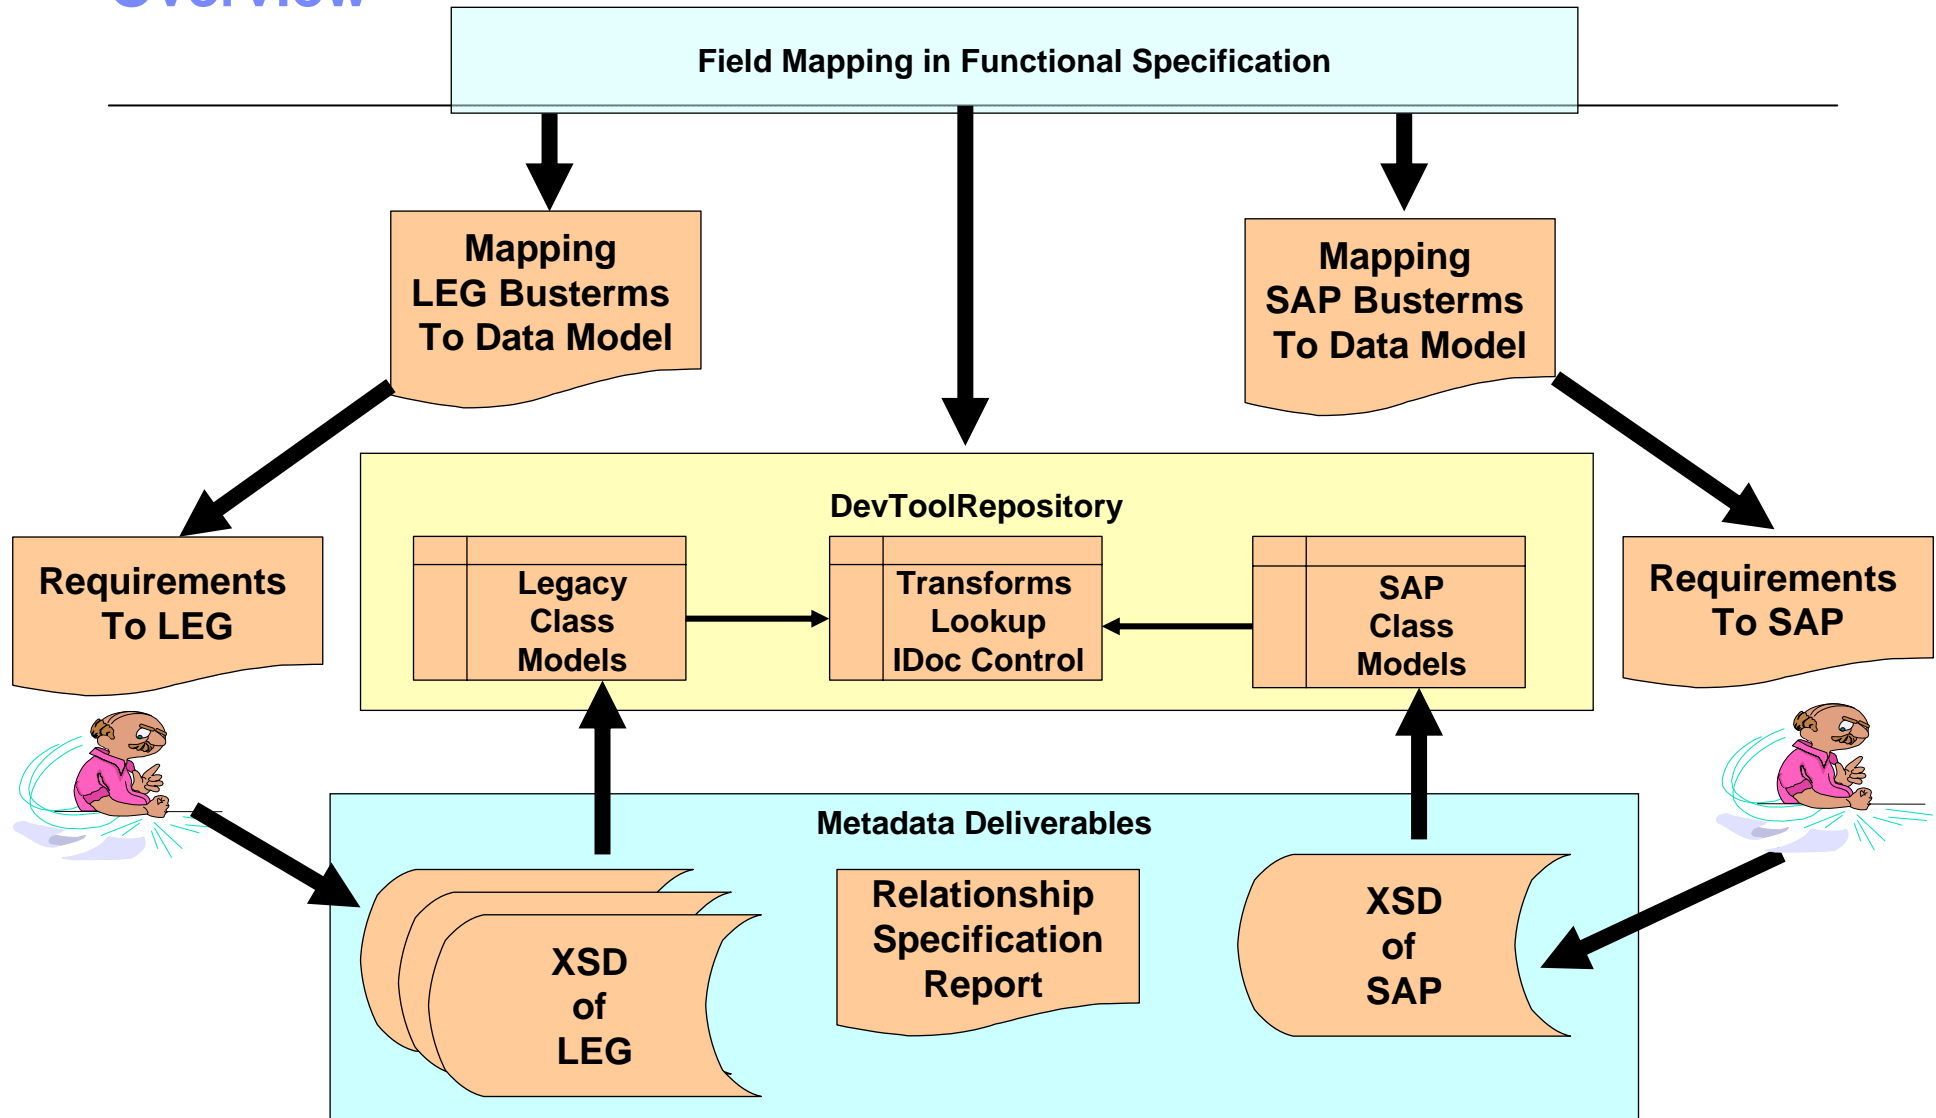 Overview
Field Mapping in Functional Specification
Mapping
LEG Busterms
To Data Model
Mapping
SAP Busterms
To Data Model
DevToolRepository
Requirements
To LEG
Legacy
Class
Models
Transforms
Lookup
IDoc Control
SAP
Class
Models
Requirements
To SAP
Metadata Deliverables
XSD
of
LEG
Relationship
Specification
Report
XSD
of
SAP